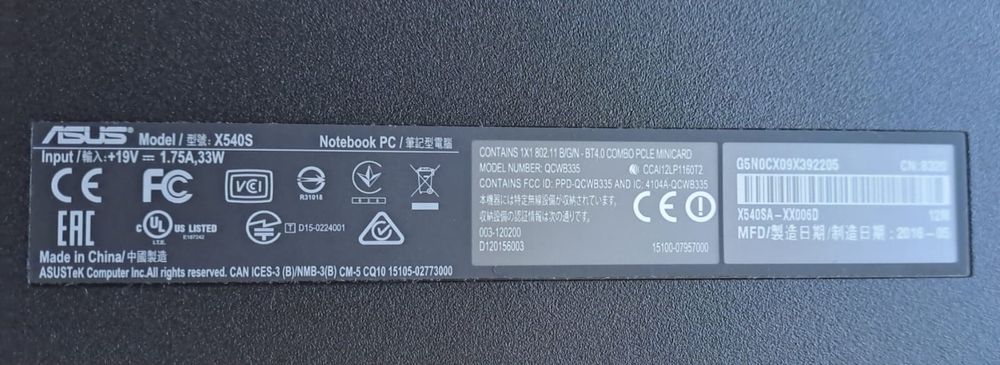 ASUS Model / 型號: X540S
Notebook PC / 筆記型電腦
Input / 輸入: +19V ⎓ 1.75A,33W
CE FC VCI R31018
EAC c UL US LISTED
I.T.E. E187242
T D15-0224001
Made in China/中國製造
ASUSTeK Computer Inc.All rights reserved. CAN ICES-3 (B)/NMB-3(B) CM-5 CQ10 15105-02773000
CONTAINS 1X1 802.11 B/G/N - BT4.0 COMBO PCLE MINICARD
MODEL NUMBER: QCWB335
CCAI12LP1160T2
CONTAINS FCC ID: PPD-QCWB335 AND IC: 4104A-QCWB335
本機器には特定無線設備が収納されています.
収納設備の認証情報は次の通りです.
003-120200
D120156003
CE
15100-07957000
G5N0CX09X392205
CN:8320
X540SA-XX006D
MFD/製造日期/制造日期：2016-05